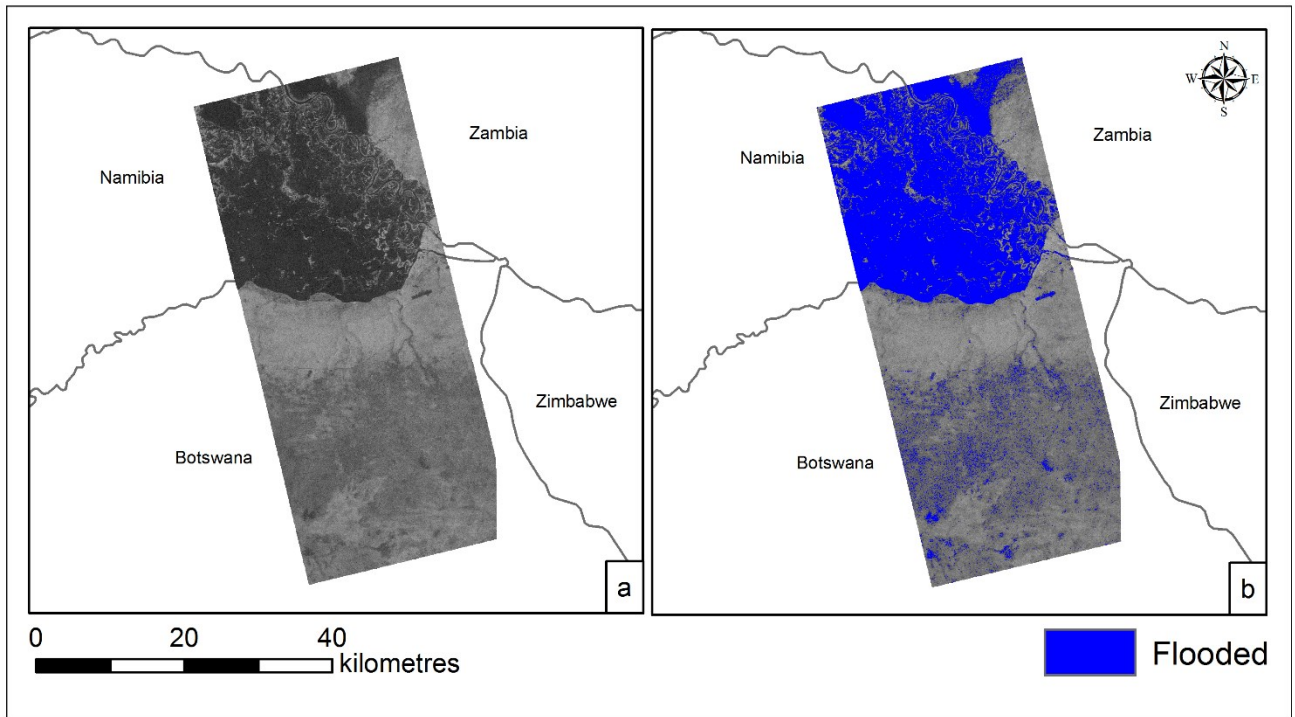 Zambia
Namibia
Zimbabwe
Botswana
a
N
W E
S
Zambia
Namibia
Zimbabwe
Botswana
b
0 20 40
kilometres
Flooded